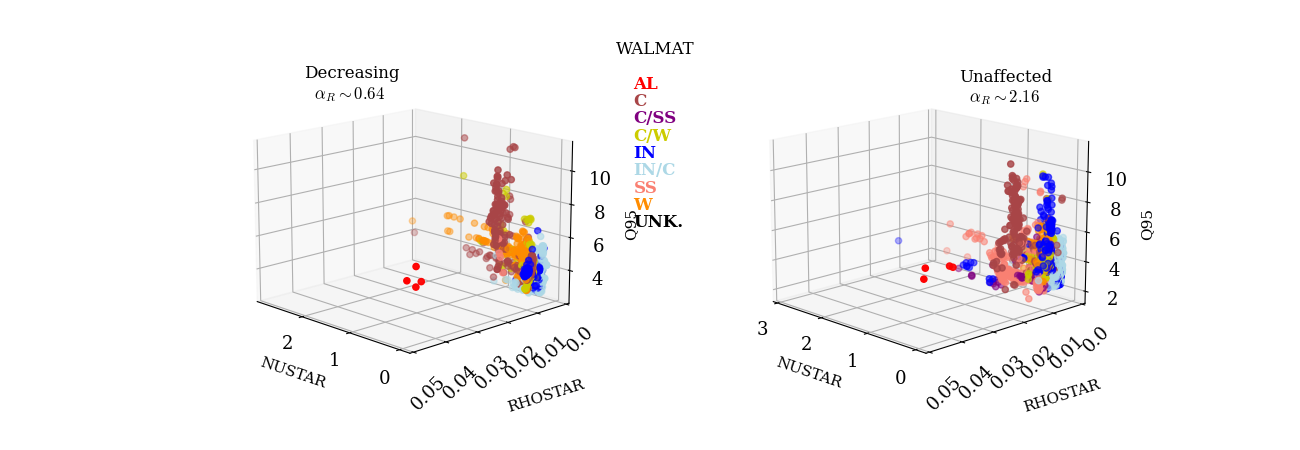 WALMAT
Decreasing
α_R ∼ 0.64
Unaffected
α_R ∼ 2.16
AL
C
C/SS
C/W
IN
IN/C
SS
W
UNK.
10
8
6
4
Q95
2
1
0
NUSTAR
0.05
0.04
0.03
0.02
0.01
0.0
RHOSTAR
10
8
6
4
2
Q95
3
2
1
0
NUSTAR
0.05
0.04
0.03
0.02
0.01
0.0
RHOSTAR